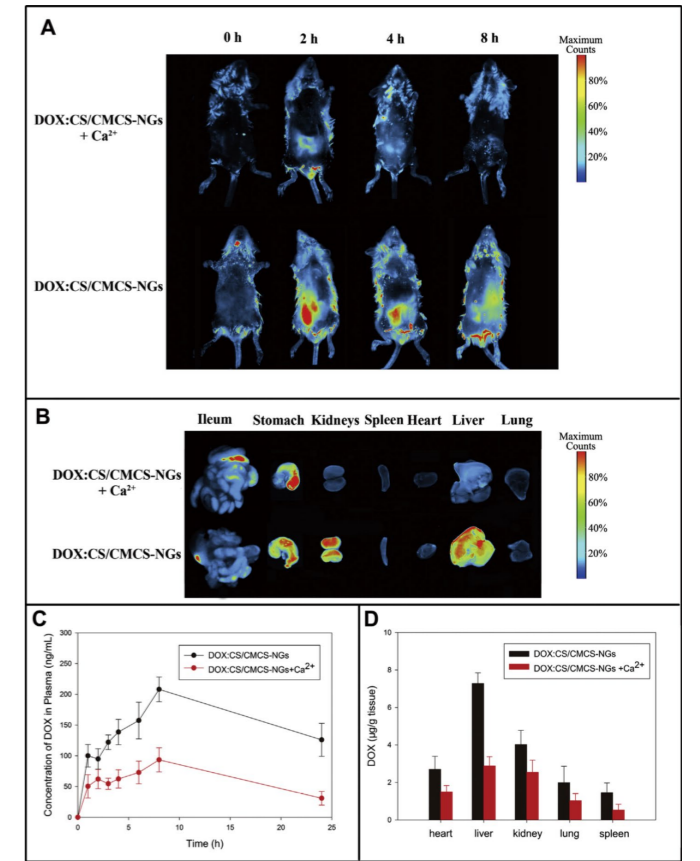 A
0 h 2 h 4 h 8 h
Maximum
Counts
DOX:CS/CMCS-NGs
+ Ca²⁺
80%
60%
40%
20%
DOX:CS/CMCS-NGs
B
Ileum Stomach Kidneys Spleen Heart Liver Lung
Maximum
Counts
DOX:CS/CMCS-NGs
+ Ca²⁺
80%
60%
40%
20%
DOX:CS/CMCS-NGs
C
Concentration of DOX in Plasma (ng/mL)
300
250
200
150
100
50
0
DOX:CS/CMCS-NGs
DOX:CS/CMCS-NGs+Ca²⁺
0 5 10 15 20 25
Time (h)
D
DOX (µg/g tissue)
10
8
6
4
2
0
DOX:CS/CMCS-NGs
DOX:CS/CMCS-NGs +Ca²⁺
heart liver kidney lung spleen